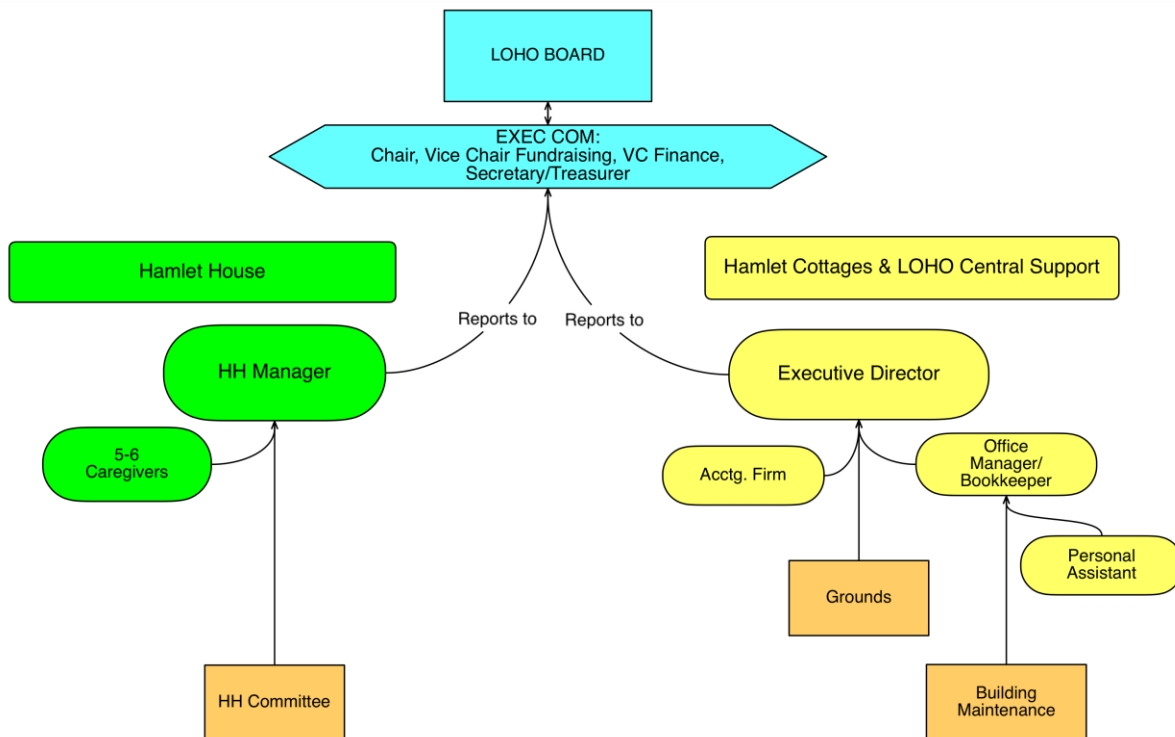 LOHO BOARD
EXEC COM:
Chair, Vice Chair Fundraising, VC Finance,
Secretary/Treasurer
Hamlet House
Hamlet Cottages & LOHO Central Support
Reports to
Reports to
HH Manager
Executive Director
5-6
Caregivers
Acctg. Firm
Office
Manager/
Bookkeeper
Personal
Assistant
Grounds
HH Committee
Building
Maintenance